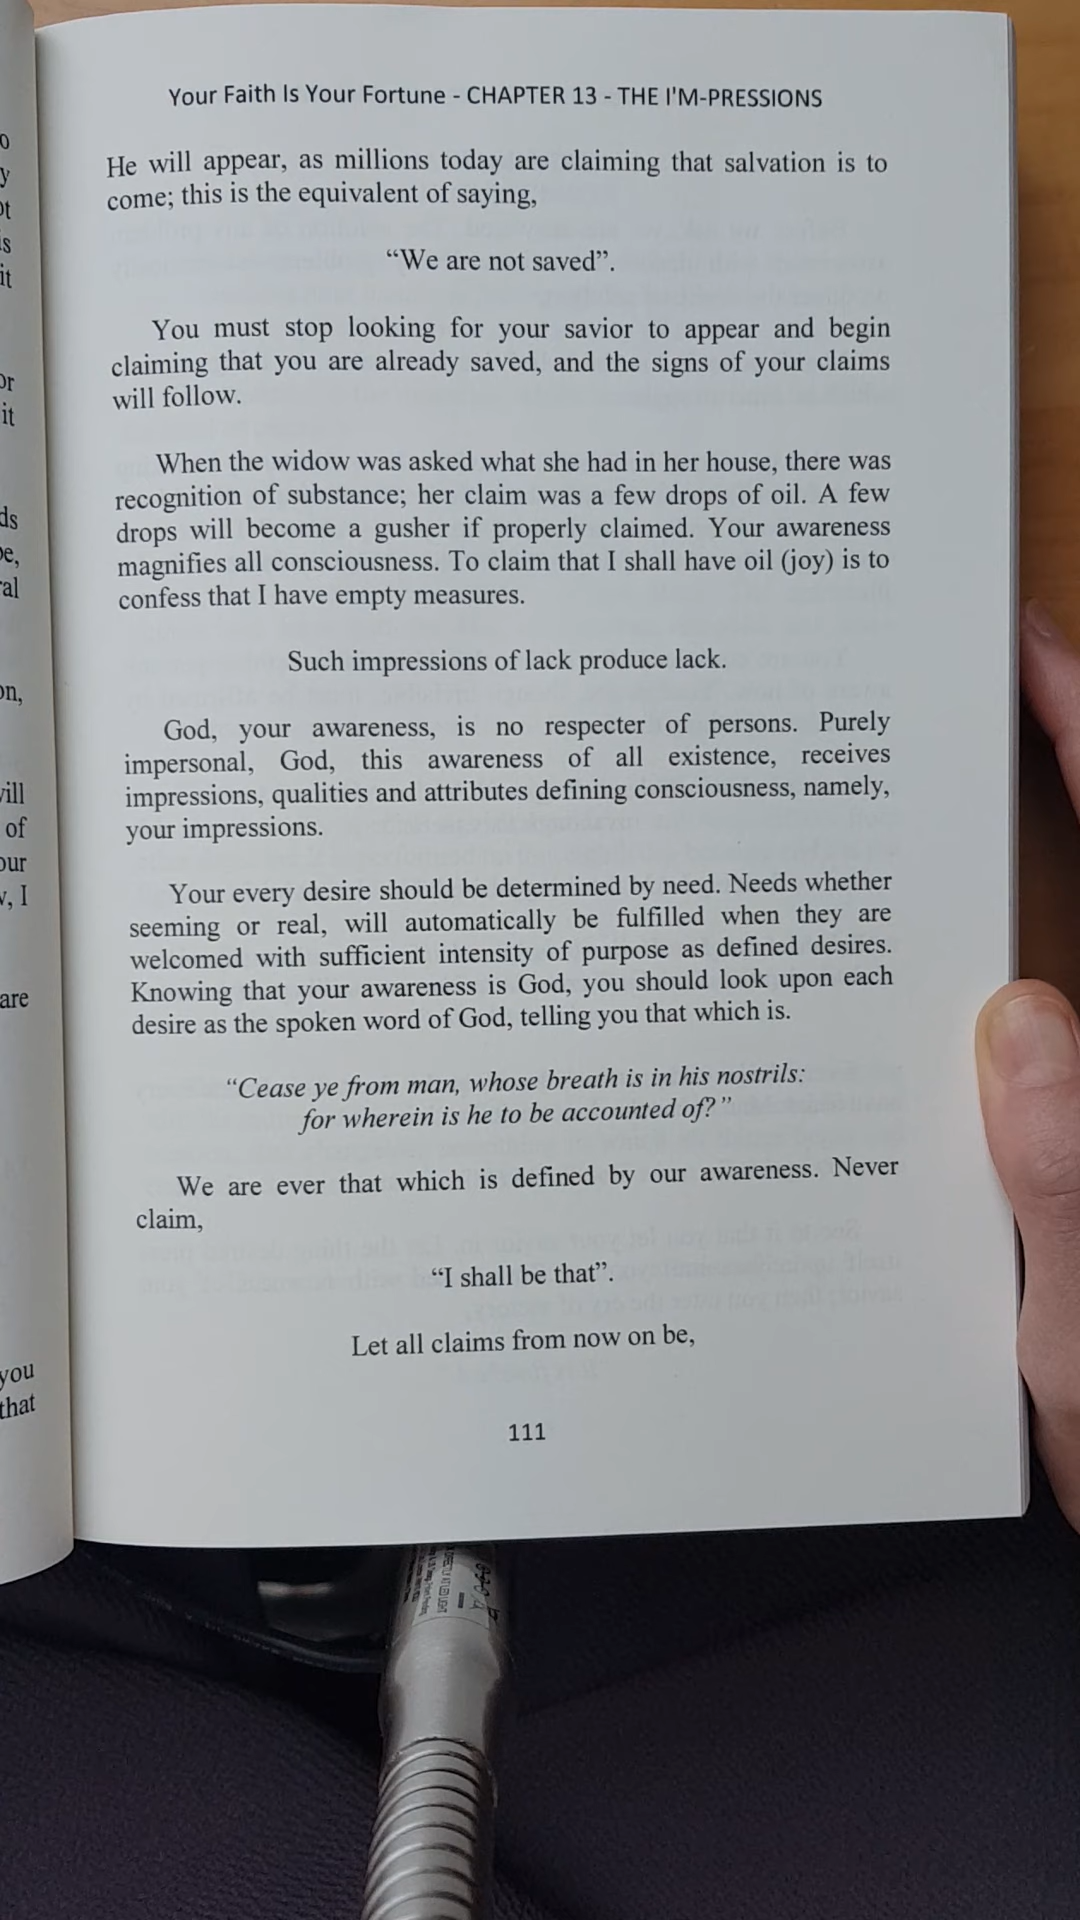 Your Faith Is Your Fortune - CHAPTER 13 - THE I'M-PRESSIONS
He will appear, as millions today are claiming that salvation is to
come; this is the equivalent of saying,
“We are not saved”.
You must stop looking for your savior to appear and begin
claiming that you are already saved, and the signs of your claims
will follow.
When the widow was asked what she had in her house, there was
recognition of substance; her claim was a few drops of oil. A few
drops will become a gusher if properly claimed. Your awareness
magnifies all consciousness. To claim that I shall have oil (joy) is to
confess that I have empty measures.
Such impressions of lack produce lack.
God, your awareness, is no respecter of persons. Purely
impersonal, God, this awareness of all existence, receives
impressions, qualities and attributes defining consciousness, namely,
your impressions.
Your every desire should be determined by need. Needs whether
seeming or real, will automatically be fulfilled when they are
welcomed with sufficient intensity of purpose as defined desires.
Knowing that your awareness is God, you should look upon each
desire as the spoken word of God, telling you that which is.
“Cease ye from man, whose breath is in his nostrils:
for wherein is he to be accounted of?”
We are ever that which is defined by our awareness. Never
claim,
“I shall be that”.
Let all claims from now on be,
111
it
it
of
are
you
that